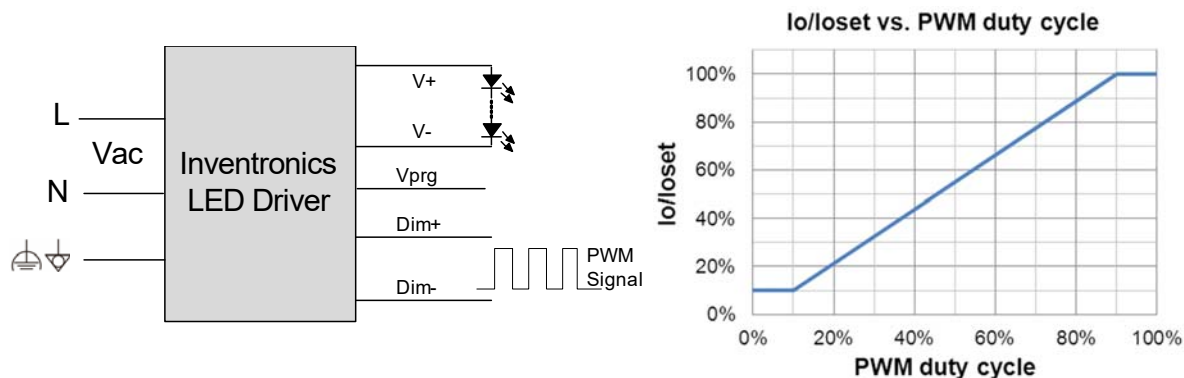 L
Vac
N
Inventronics
LED Driver
V+
V-
Vprg
Dim+
Dim-
PWM
Signal
Io/Ioset vs. PWM duty cycle
Io/Ioset
100%
80%
60%
40%
20%
0%
0% 20% 40% 60% 80% 100%
PWM duty cycle